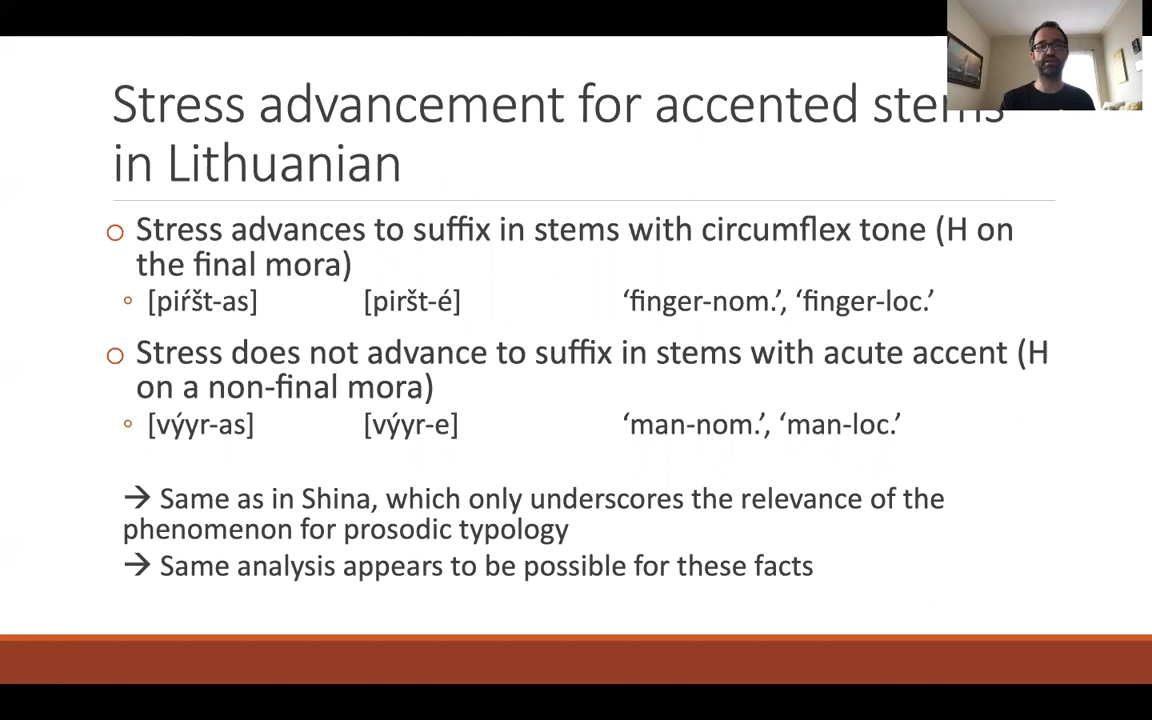 Stress advancement for accented stems
in Lithuanian
Stress advances to suffix in stems with circumflex tone (H on
the final mora)
[piŕšt-as] [piršt-é] ‘finger-nom.’, ‘finger-loc.’
Stress does not advance to suffix in stems with acute accent (H
on a non-final mora)
[výyr-as] [výyr-e] ‘man-nom.’, ‘man-loc.’
→ Same as in Shina, which only underscores the relevance of the
phenomenon for prosodic typology
→ Same analysis appears to be possible for these facts